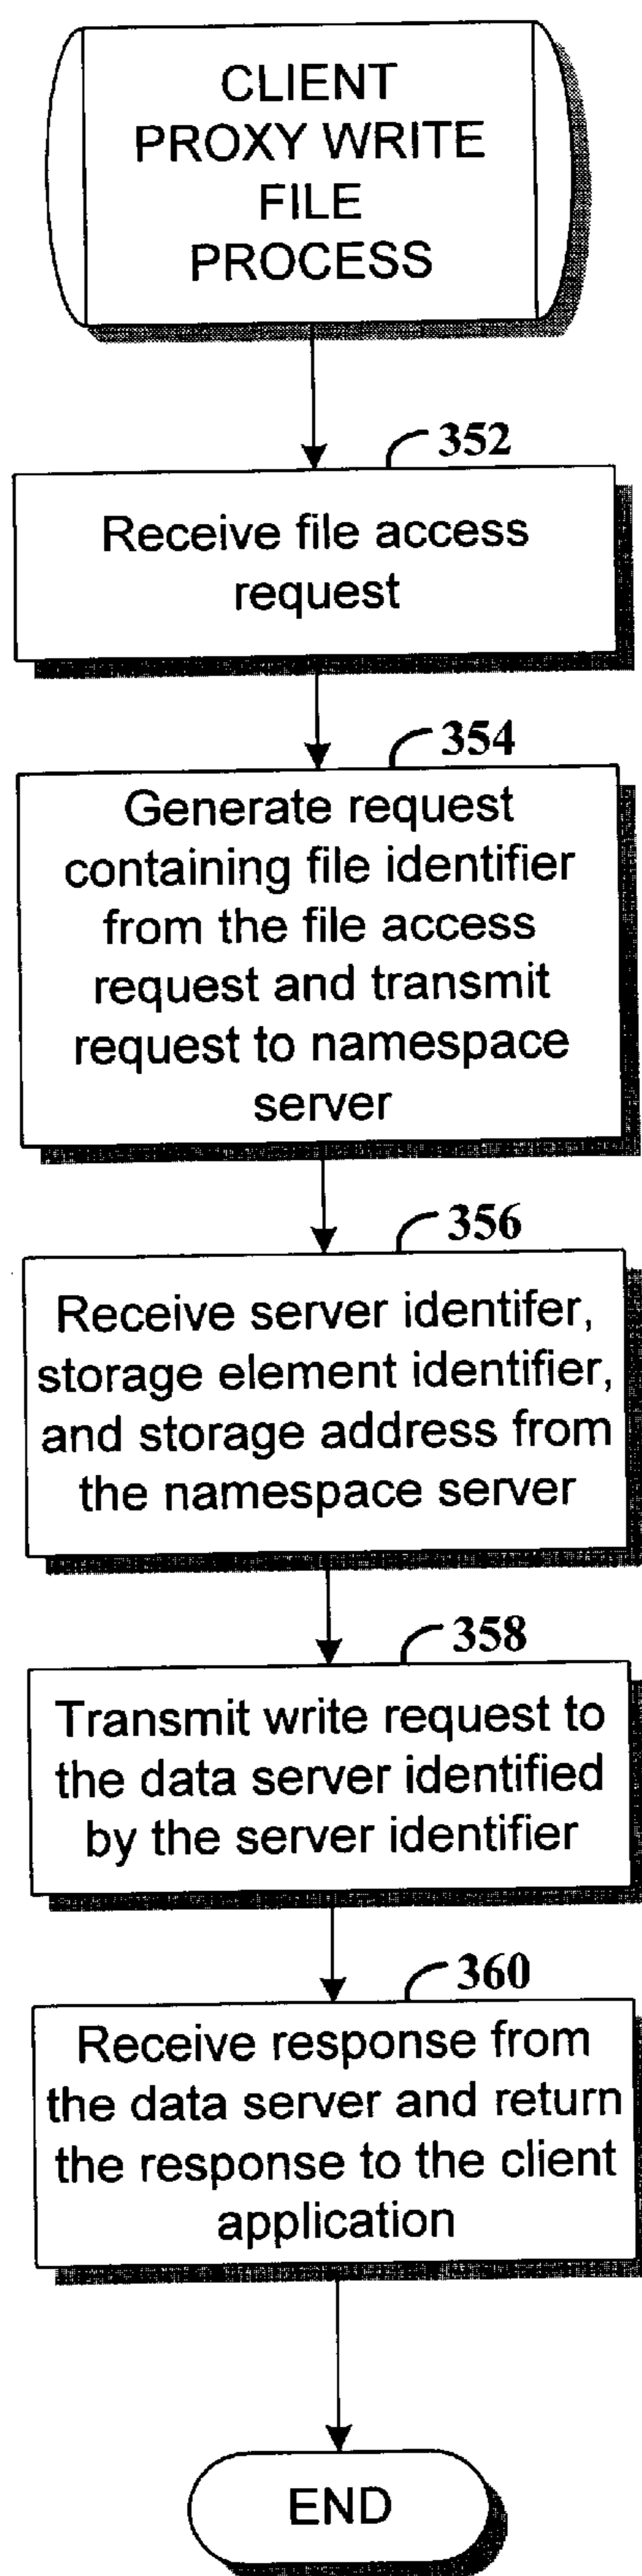 CLIENT
PROXY WRITE
FILE
PROCESS
352
Receive file access
request
354
Generate request
containing file identifier
from the file access
request and transmit
request to namespace
server
356
Receive server identifer,
storage element identifier,
and storage address from
the namespace server
358
Transmit write request to
the data server identified
by the server identifier
360
Receive response from
the data server and return
the response to the client
application
END